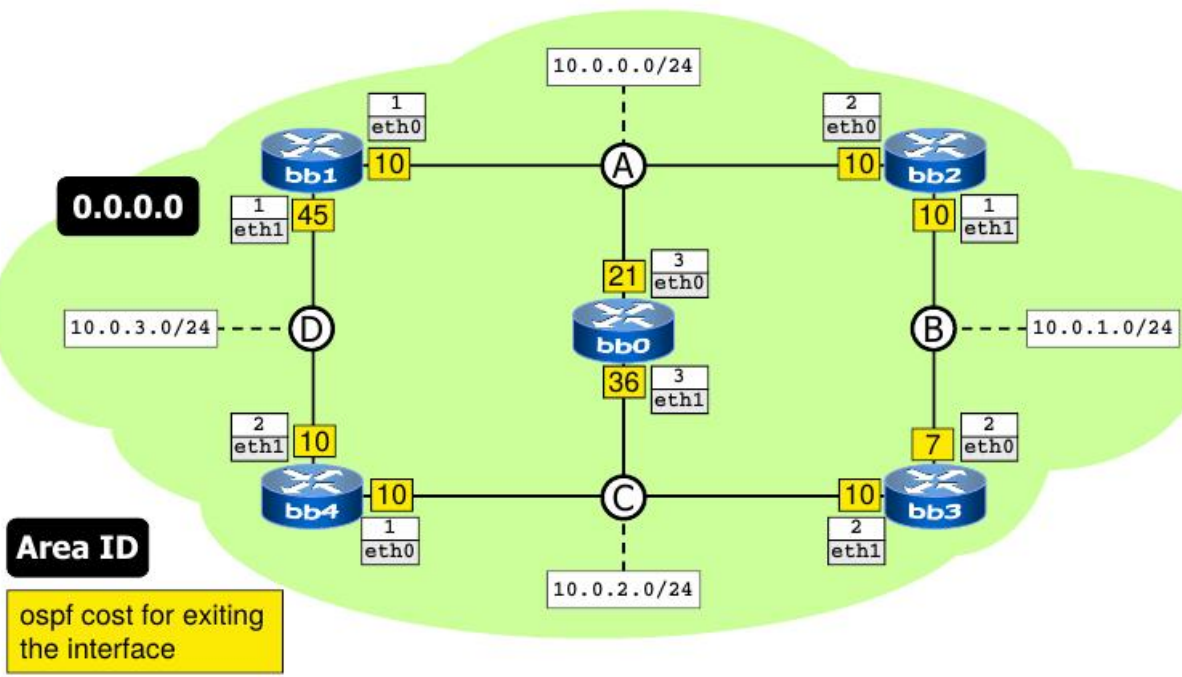 10.0.0.0/24
1
eth0
2
eth0
10
A
10
bb1
bb2
0.0.0.0
1
eth1
45
10
1
eth1
21
3
eth0
10.0.3.0/24
D
bb0
B
10.0.1.0/24
36
3
eth1
2
eth1
10
7
2
eth0
bb4
10
C
10
bb3
1
eth0
2
eth1
Area ID
10.0.2.0/24
ospf cost for exiting
the interface